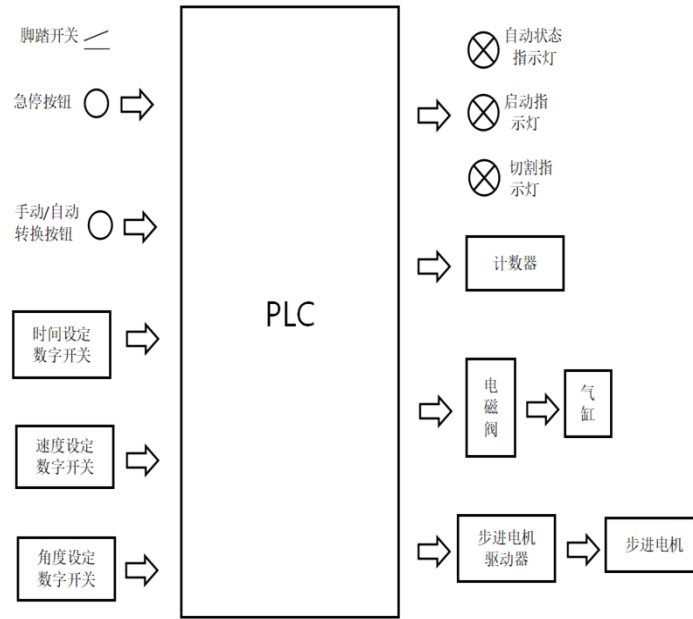 脚踏开关
急停按钮
手动/自动
转换按钮
时间设定
数字开关
速度设定
数字开关
角度设定
数字开关
PLC
自动状态
指示灯
启动指
示灯
切割指
示灯
计数器
电
磁
阀
气
缸
步进电机
驱动器
步进电机